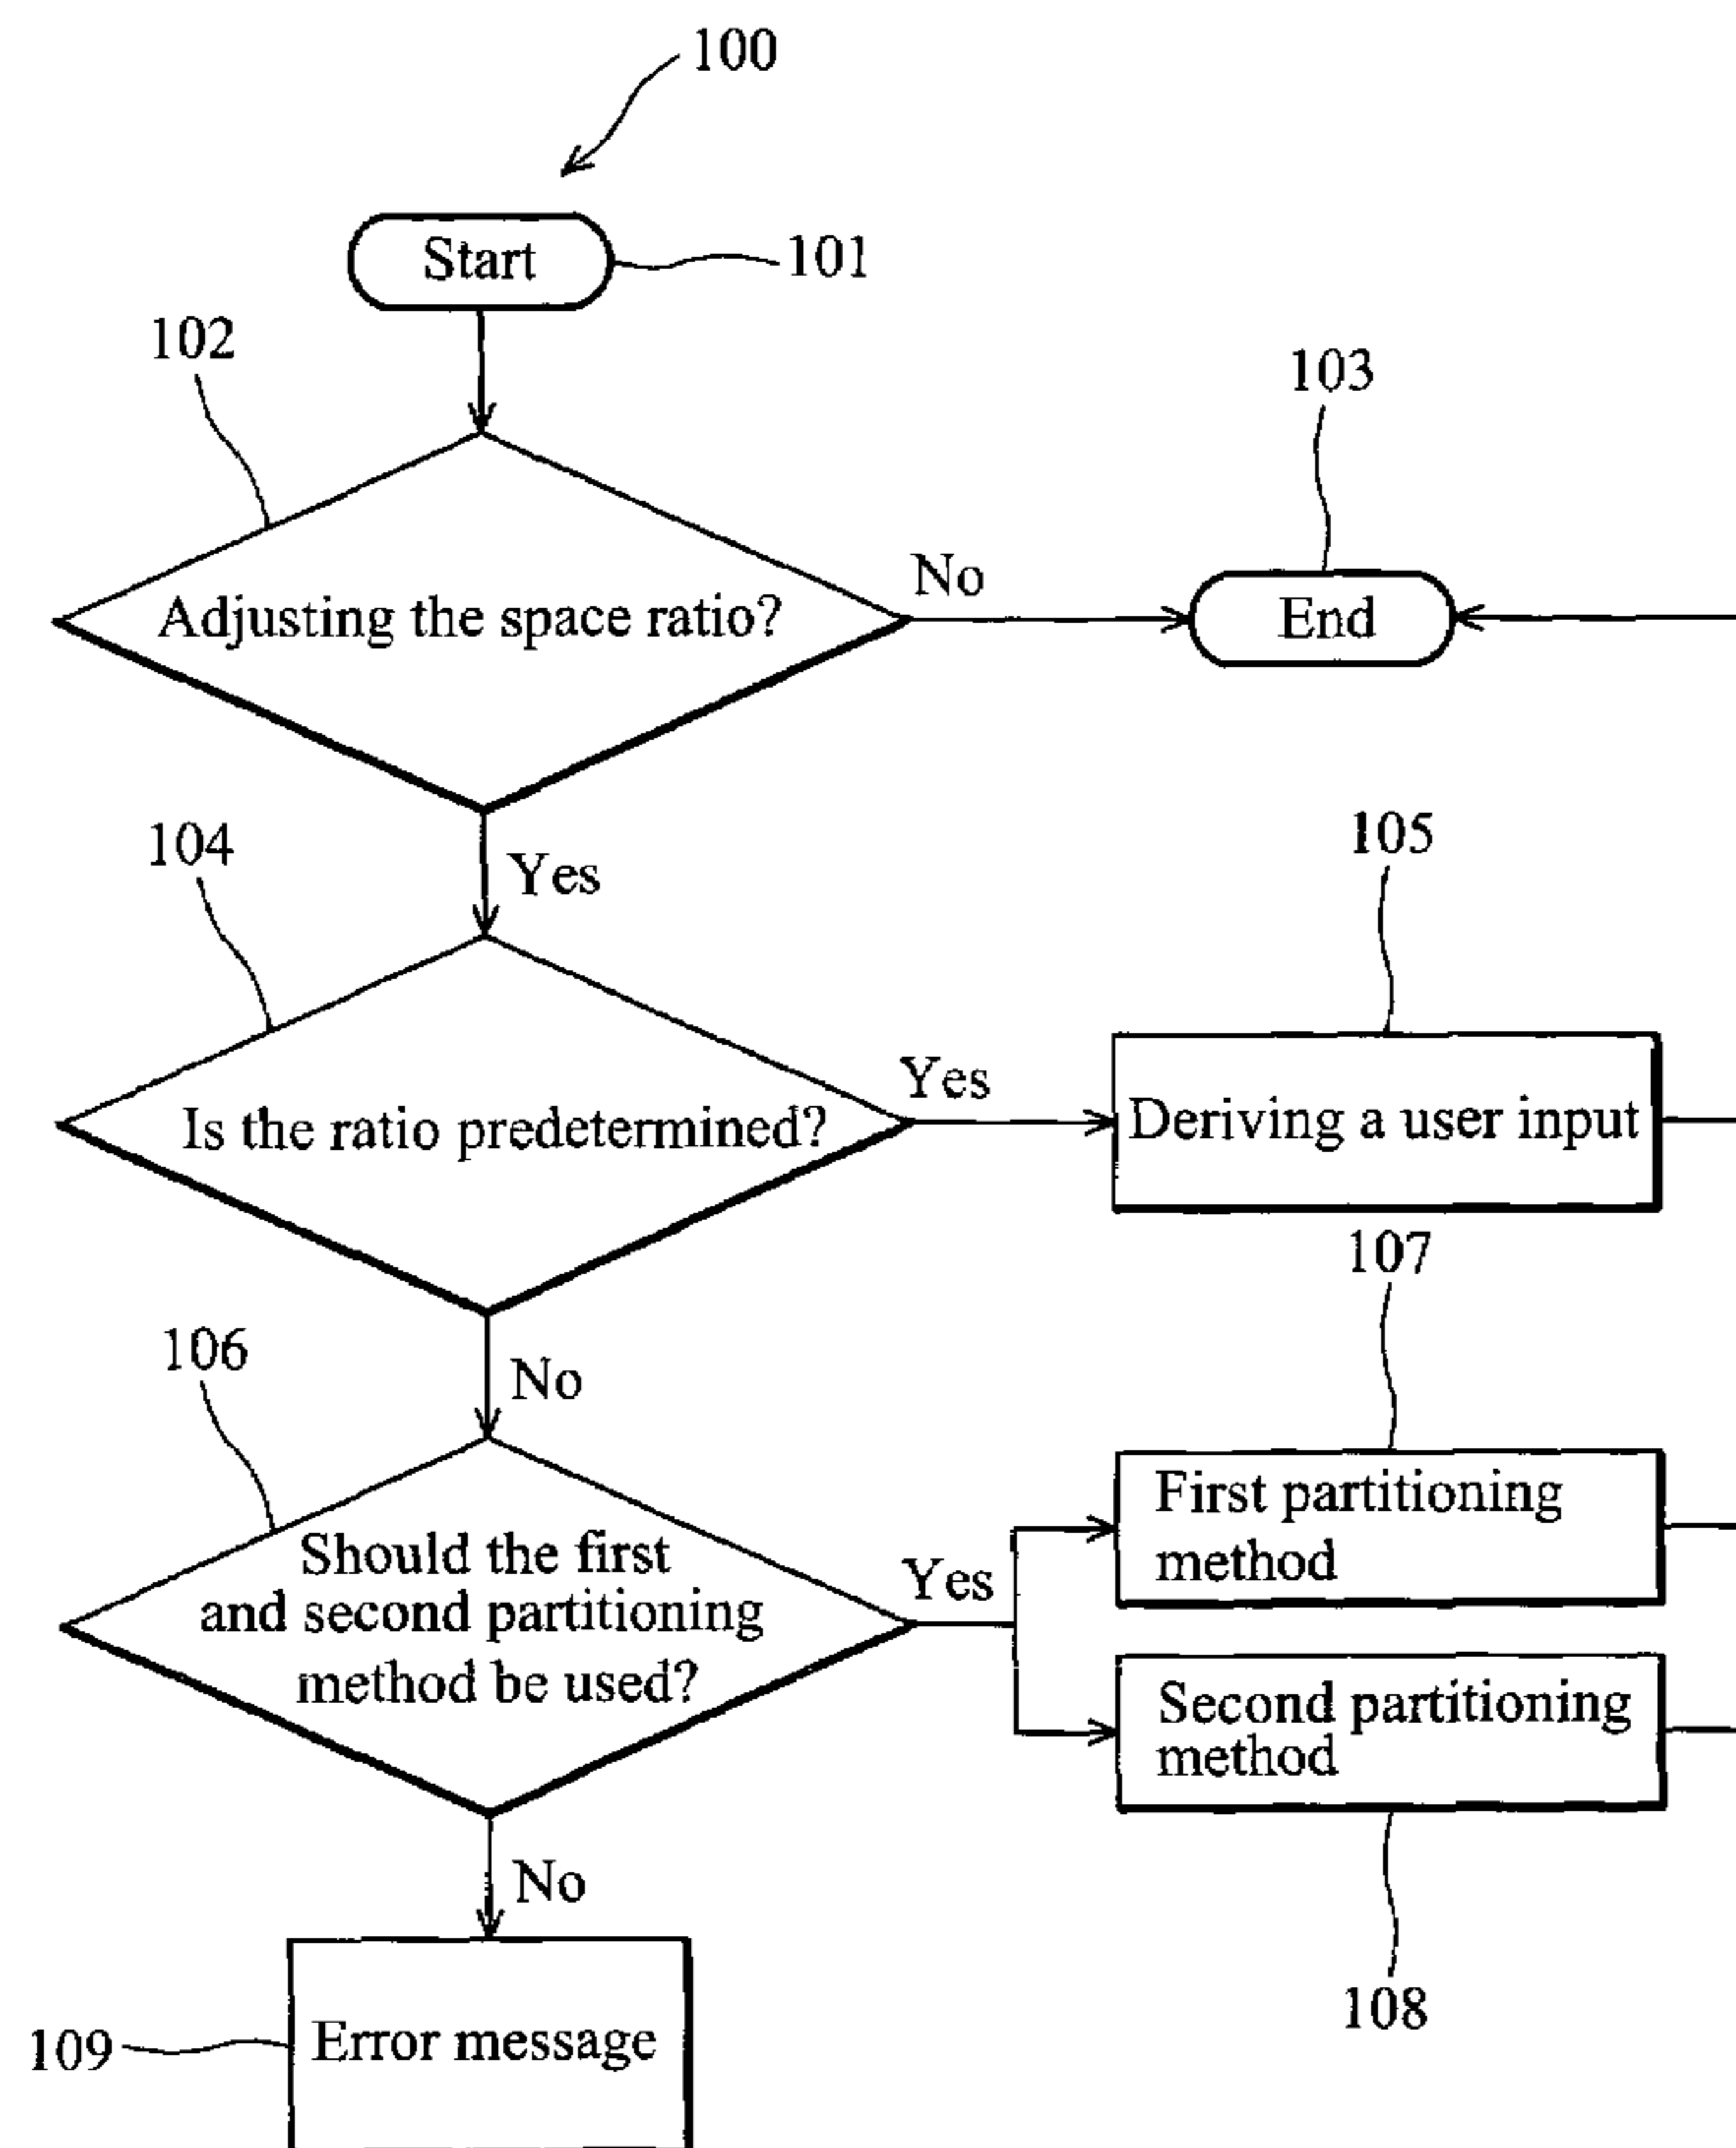 100
Start
101
102
103
Adjusting the space ratio?
No
End
Yes
104
105
Is the ratio predetermined?
Yes
Deriving a user input
No
106
107
Should the first
and second partitioning
method be used?
Yes
First partitioning
method
Second partitioning
method
108
No
109
Error message